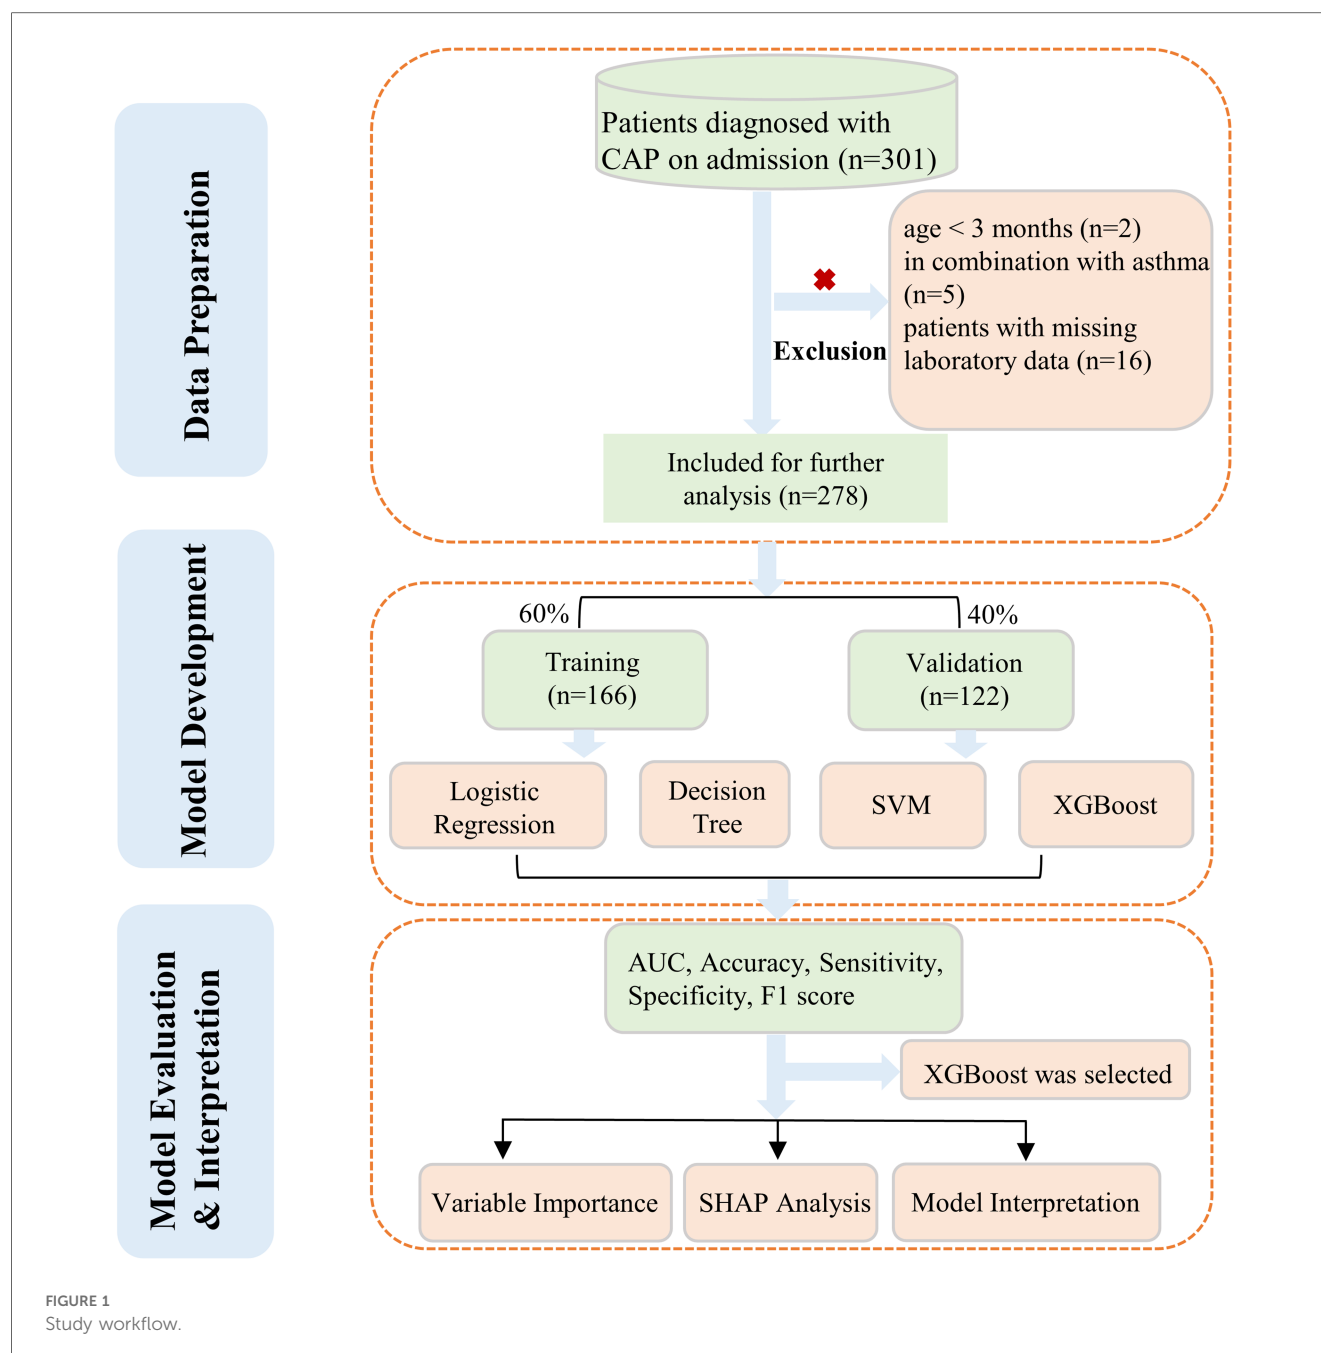 Data Preparation
Patients diagnosed with
CAP on admission (n=301)
age < 3 months (n=2)
in combination with asthma
(n=5)
patients with missing
laboratory data (n=16)
Exclusion
Included for further
analysis (n=278)
Model Development
60%
40%
Training
(n=166)
Validation
(n=122)
Logistic
Regression
Decision
Tree
SVM
XGBoost
Model Evaluation
& Interpretation
AUC, Accuracy, Sensitivity,
Specificity, F1 score
XGBoost was selected
Variable Importance
SHAP Analysis
Model Interpretation
FIGURE 1
Study workflow.